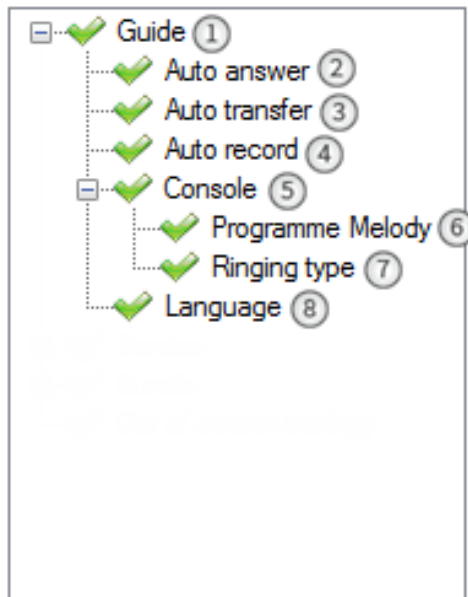 Guide 1
Auto answer 2
Auto transfer 3
Auto record 4
Console 5
Programme Melody 6
Ringing type 7
Language 8